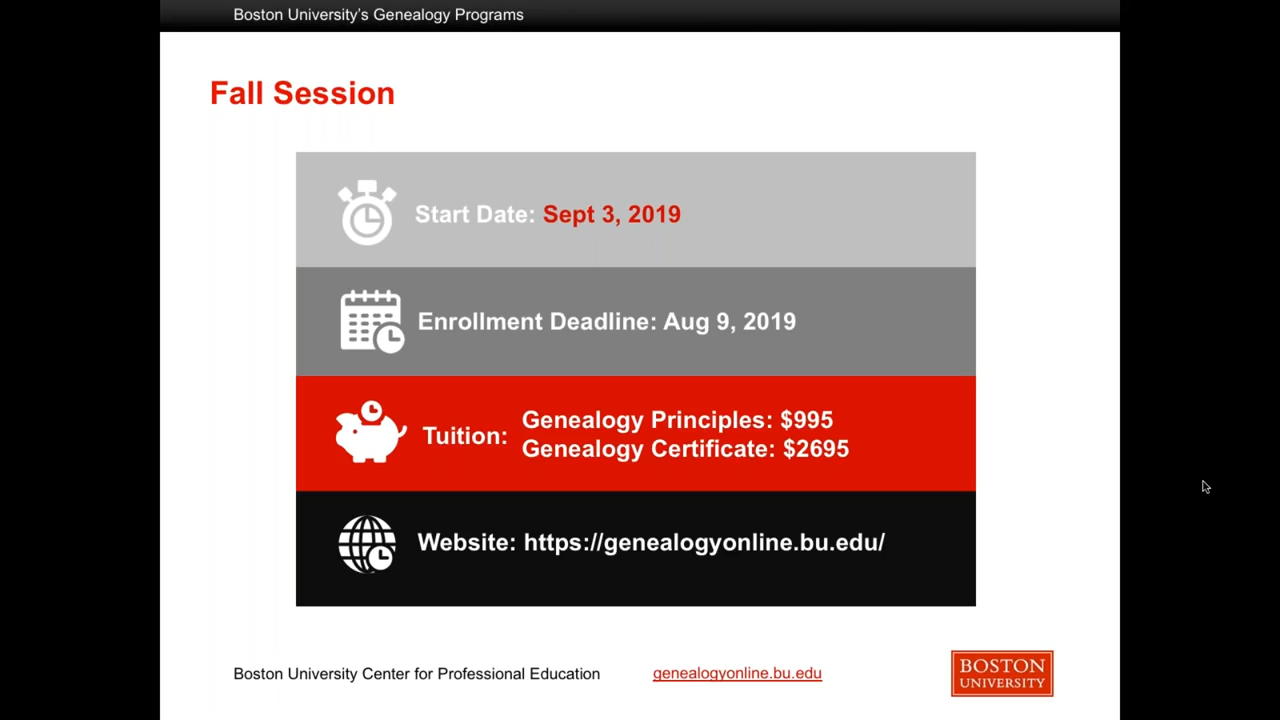 Boston University’s Genealogy Programs
Fall Session
Start Date: Sept 3, 2019
Enrollment Deadline: Aug 9, 2019
Tuition:
Genealogy Principles: $995
Genealogy Certificate: $2695
Website: https://genealogyonline.bu.edu/
Boston University Center for Professional Education
genealogyonline.bu.edu
BOSTON
UNIVERSITY